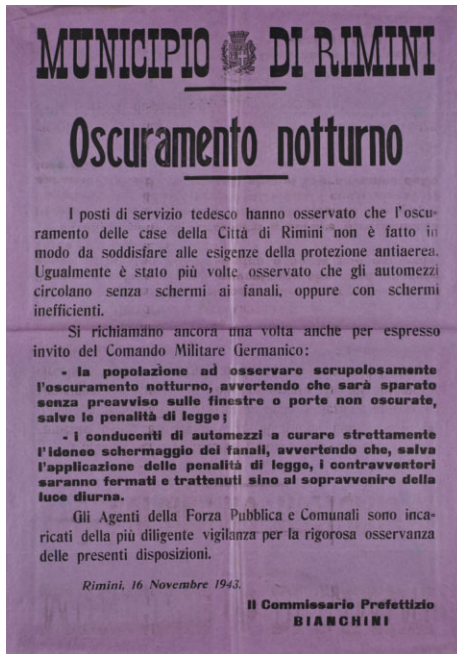 MUNICIPIO DI RIMINI
Oscuramento notturno
I posti di servizio tedesco hanno osservato che l'oscu-
ramento delle case della Città di Rimini non è fatto in
modo da soddisfare alle esigenze della protezione antiaerea.
Ugualmente è stato più volte osservato che gli automezzi
circolano senza schermi ai fanali, oppure con schermi
inefficienti.
Si richiamano ancora una volta anche per espresso
invito del Comando Militare Germanico:
- la popolazione ad osservare scrupolosamente
l'oscuramento notturno, avvertendo che sarà sparato
senza preavviso sulle finestre o porte non oscurate,
salve le penalità di legge;
- i conducenti di automezzi a curare strettamente
l'idoneo schermaggio dei fanali, avvertendo che, salva
l'applicazione delle penalità di legge, i contravventori
saranno fermati e trattenuti sino al sopravvenire della
luce diurna.
Gli Agenti della Forza Pubblica e Comunali sono inca-
ricati della più diligente vigilanza per la rigorosa osservanza
delle presenti disposizioni.
Rimini, 16 Novembre 1943.
Il Commissario Prefettizio
BIANCHINI